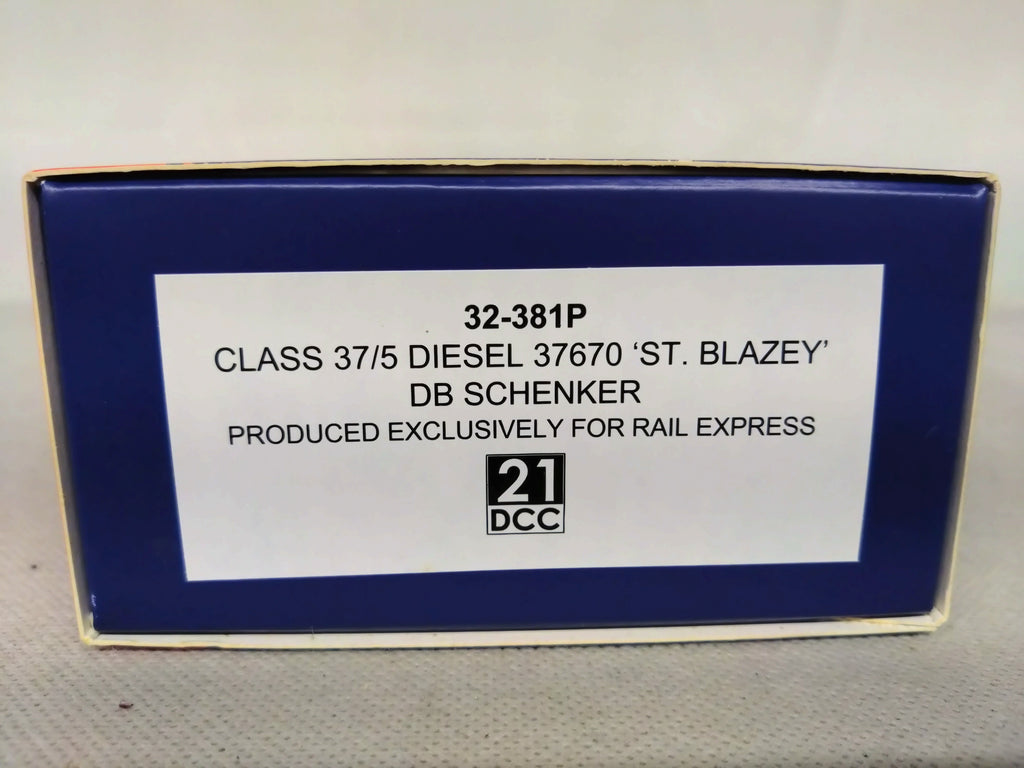 32-381P
CLASS 37/5 DIESEL 37670 ‘ST. BLAZEY’
DB SCHENKER
PRODUCED EXCLUSIVELY FOR RAIL EXPRESS
21
DCC